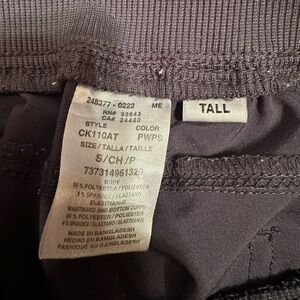 248377-0222 ME
RN# 93643
CA# 24480
STYLE COLOR
CK110AT PWPS
SIZE/TALLA/TAILLE
S/CH/P
737314961320
BODY
POLYESTER/POLIESTER
SPANDEX/ELASTANO
ELASTHANNE
WAISTBAND AND BOTTOM CUFFS
POLYESTER/POLIESTER
SPANDEX/ELASTANO/ELASTHANNE
MADE IN BANGLADESH
HECHO EN BANGLADESH
FABRIQUÉ AU BANGLADESH
TALL